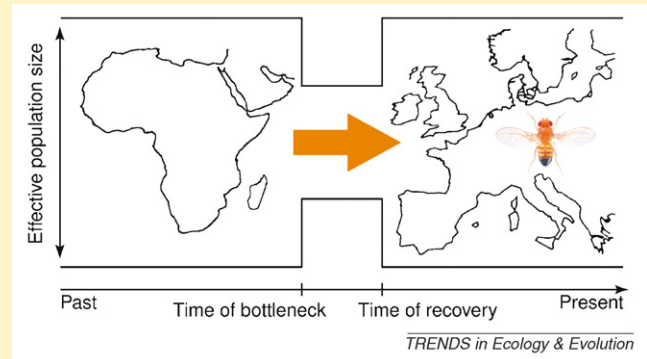 Effective population size
Past
Time of bottleneck
Time of recovery
Present
TRENDS in Ecology & Evolution